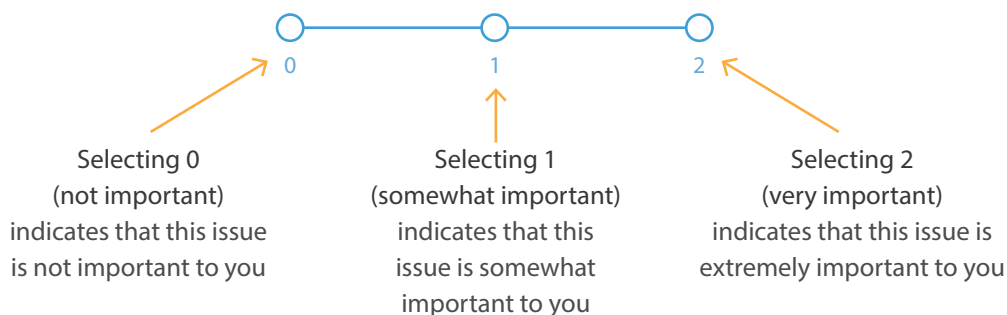 0
1
2
Selecting 0
(not important)
indicates that this issue
is not important to you
Selecting 1
(somewhat important)
indicates that this
issue is somewhat
important to you
Selecting 2
(very important)
indicates that this issue is
extremely important to you